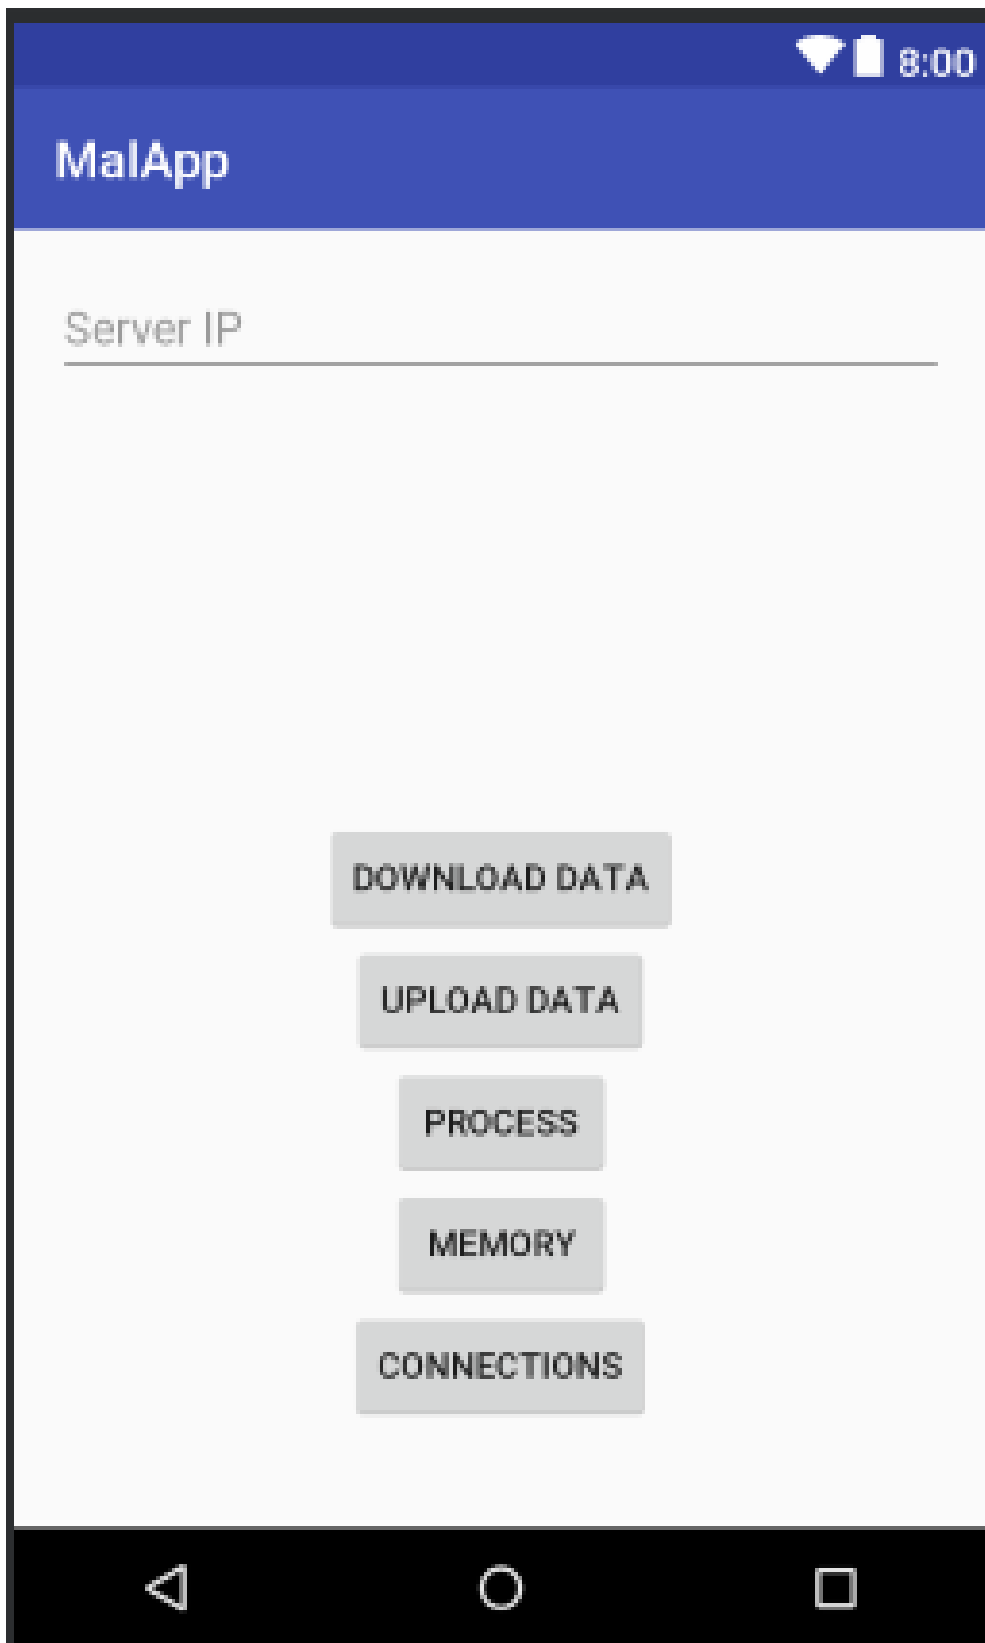 8:00
MalApp
Server IP
DOWNLOAD DATA
UPLOAD DATA
PROCESS
MEMORY
CONNECTIONS